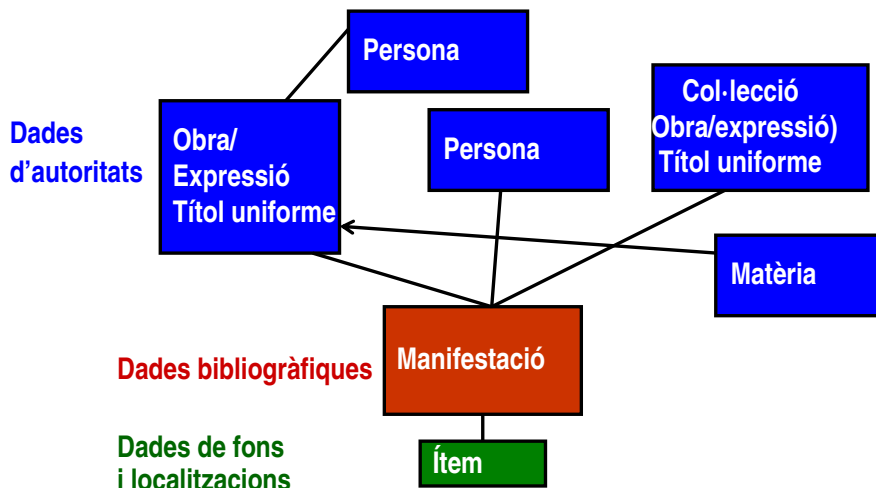 Persona
Col·lecció
Obra/expressió)
Títol uniforme
Dades
d’autoritats
Obra/
Expressió
Títol uniforme
Persona
Matèria
Dades bibliogràfiques
Manifestació
Dades de fons
i localitzacions
Ítem